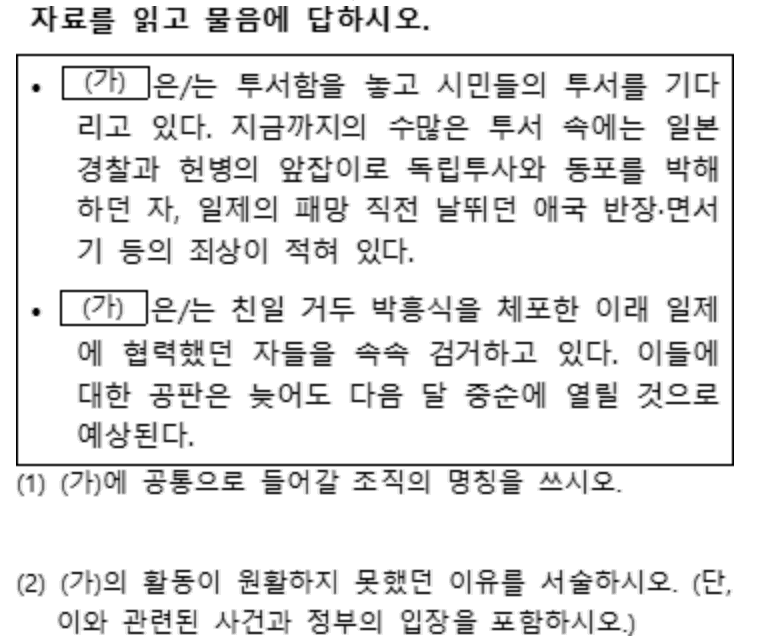 자료를 읽고 물음에 답하시오.
• (가) 은/는 투서함을 놓고 시민들의 투서를 기다
리고 있다. 지금까지의 수많은 투서 속에는 일본
경찰과 헌병의 앞잡이로 독립투사와 동포를 박해
하던 자, 일제의 패망 직전 날뛰던 애국 반장·면서
기 등의 죄상이 적혀 있다.
• (가) 은/는 친일 거두 박흥식을 체포한 이래 일제
에 협력했던 자들을 속속 검거하고 있다. 이들에
대한 공판은 늦어도 다음 달 중순에 열릴 것으로
예상된다.
(1) (가)에 공통으로 들어갈 조직의 명칭을 쓰시오.
(2) (가)의 활동이 원활하지 못했던 이유를 서술하시오. (단,
이와 관련된 사건과 정부의 입장을 포함하시오.)